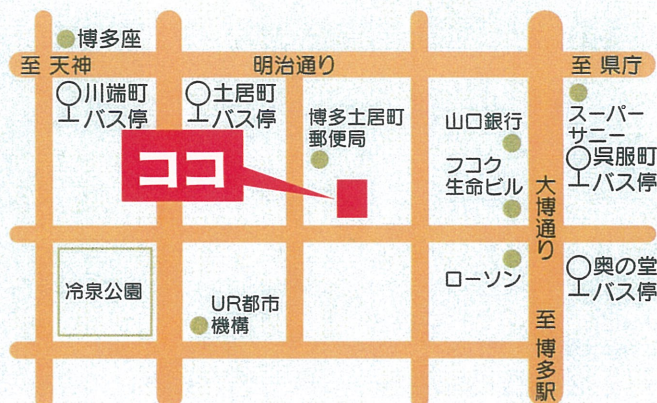 博多座
至 天神
明治通り
至 県庁
川端町
バス停
土居町
バス停
博多土居町
郵便局
山口銀行
スーパー
サニー
呉服町
バス停
ココ
フコク
生命ビル
大博通り
冷泉公園
UR都市
機構
ローソン
奥の堂
バス停
至 博多駅